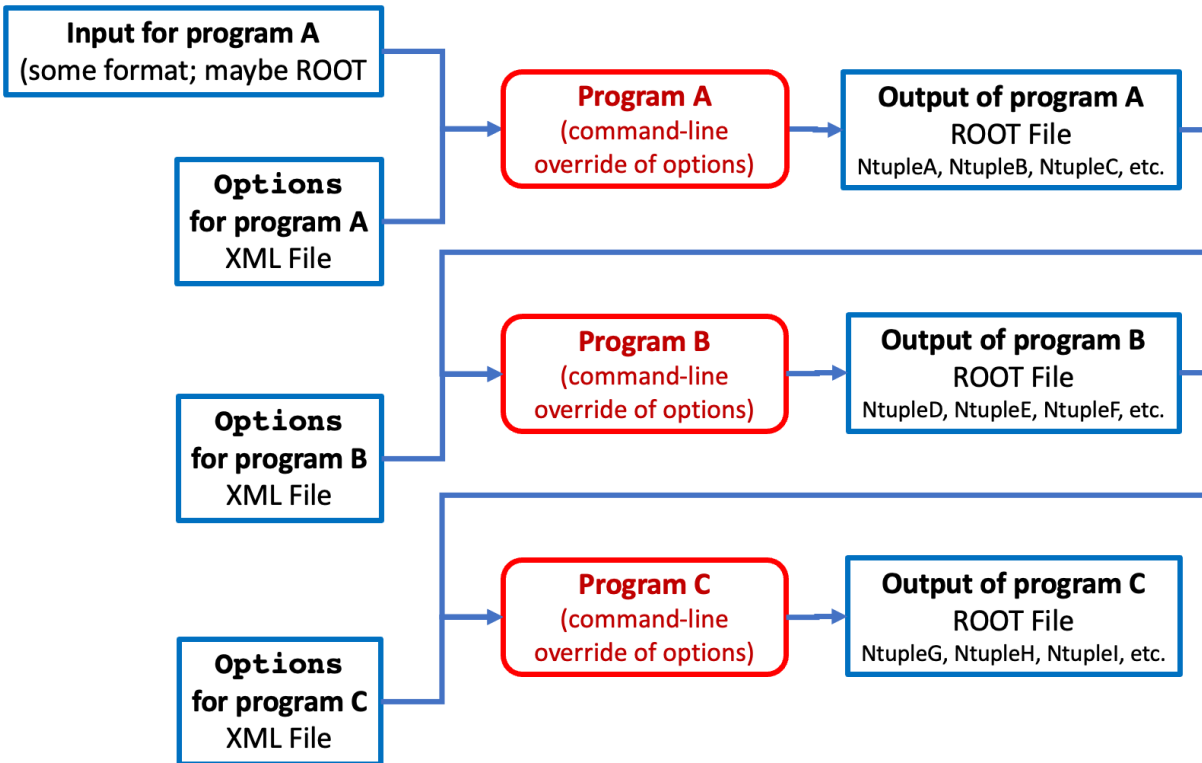 Input for program A
(some format; maybe ROOT
Program A
(command-line
override of options)
Output of program A
ROOT File
NtupleA, NtupleB, NtupleC, etc.
Options
for program A
XML File
Program B
(command-line
override of options)
Output of program B
ROOT File
NtupleD, NtupleE, NtupleF, etc.
Options
for program B
XML File
Program C
(command-line
override of options)
Output of program C
ROOT File
NtupleG, NtupleH, NtupleI, etc.
Options
for program C
XML File